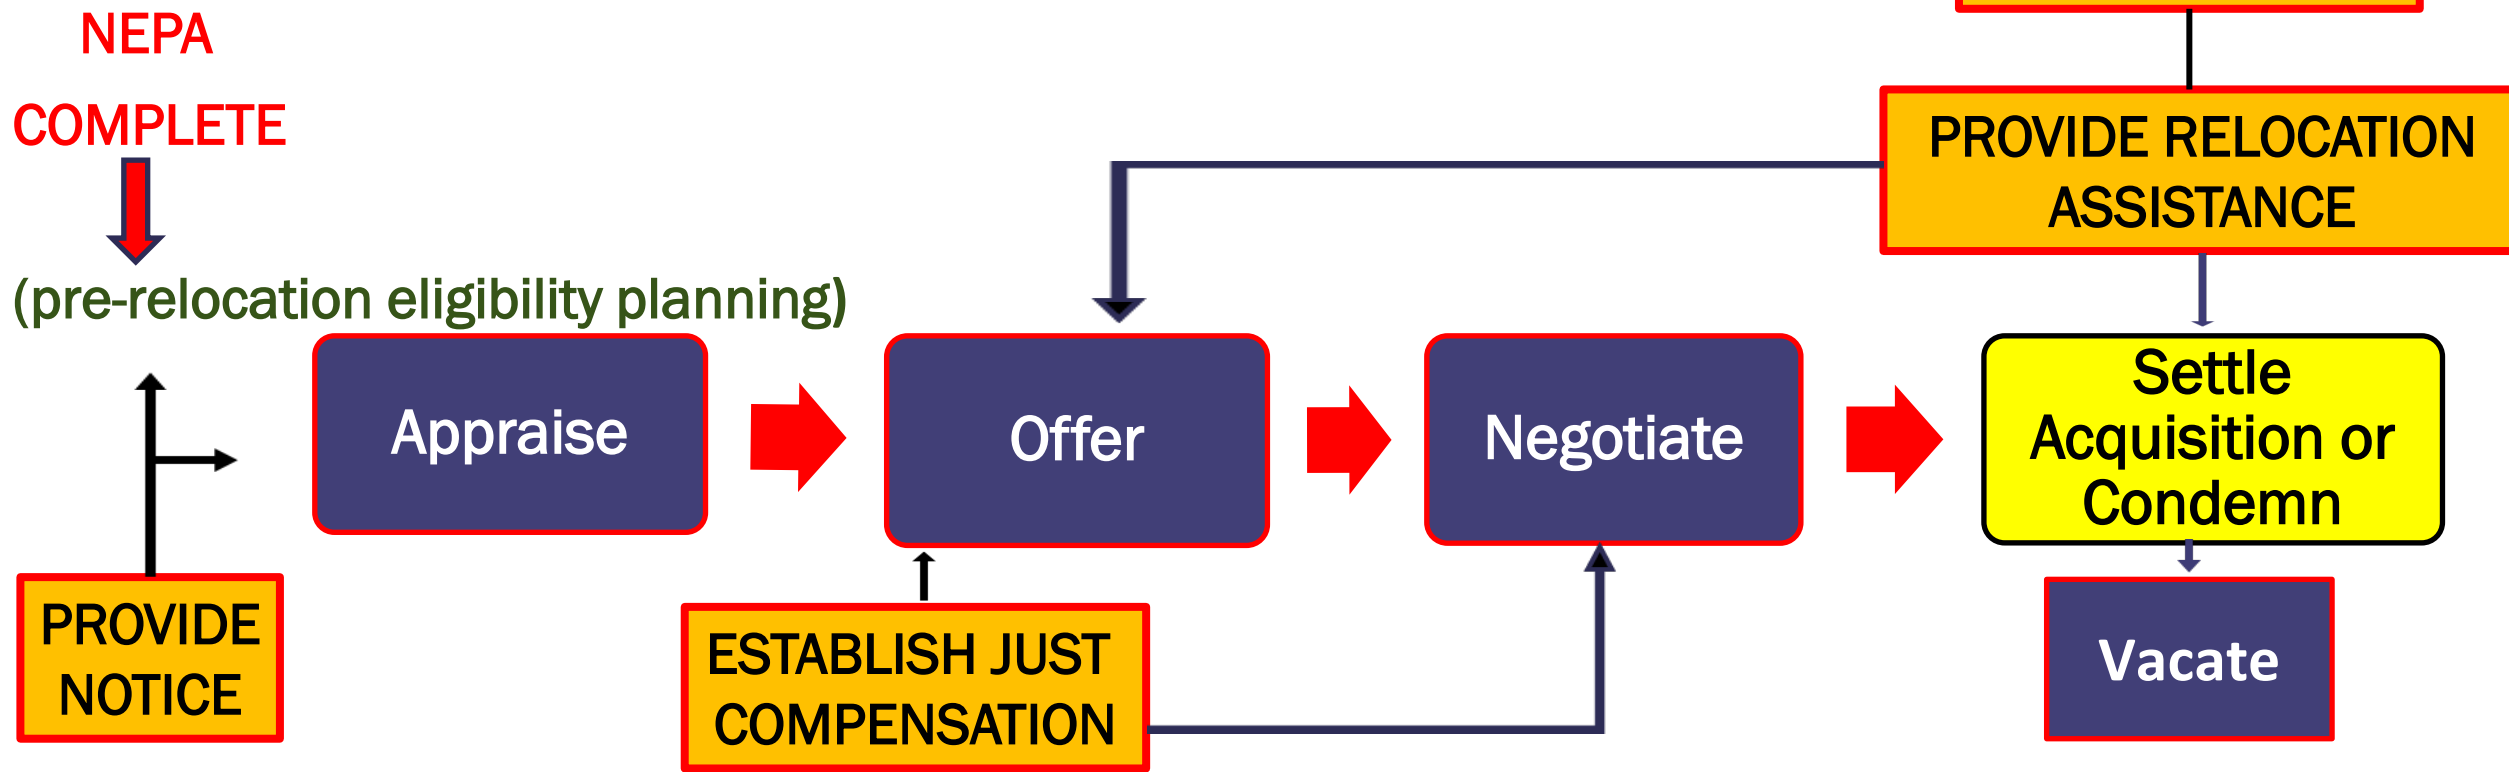 NEPA
COMPLETE
PROVIDE RELOCATION
ASSISTANCE
(pre-relocation eligibility planning)
Appraise
Offer
Negotiate
Settle
Acquisition or
Condemn
PROVIDE
NOTICE
ESTABLISH JUST
COMPENSATION
Vacate